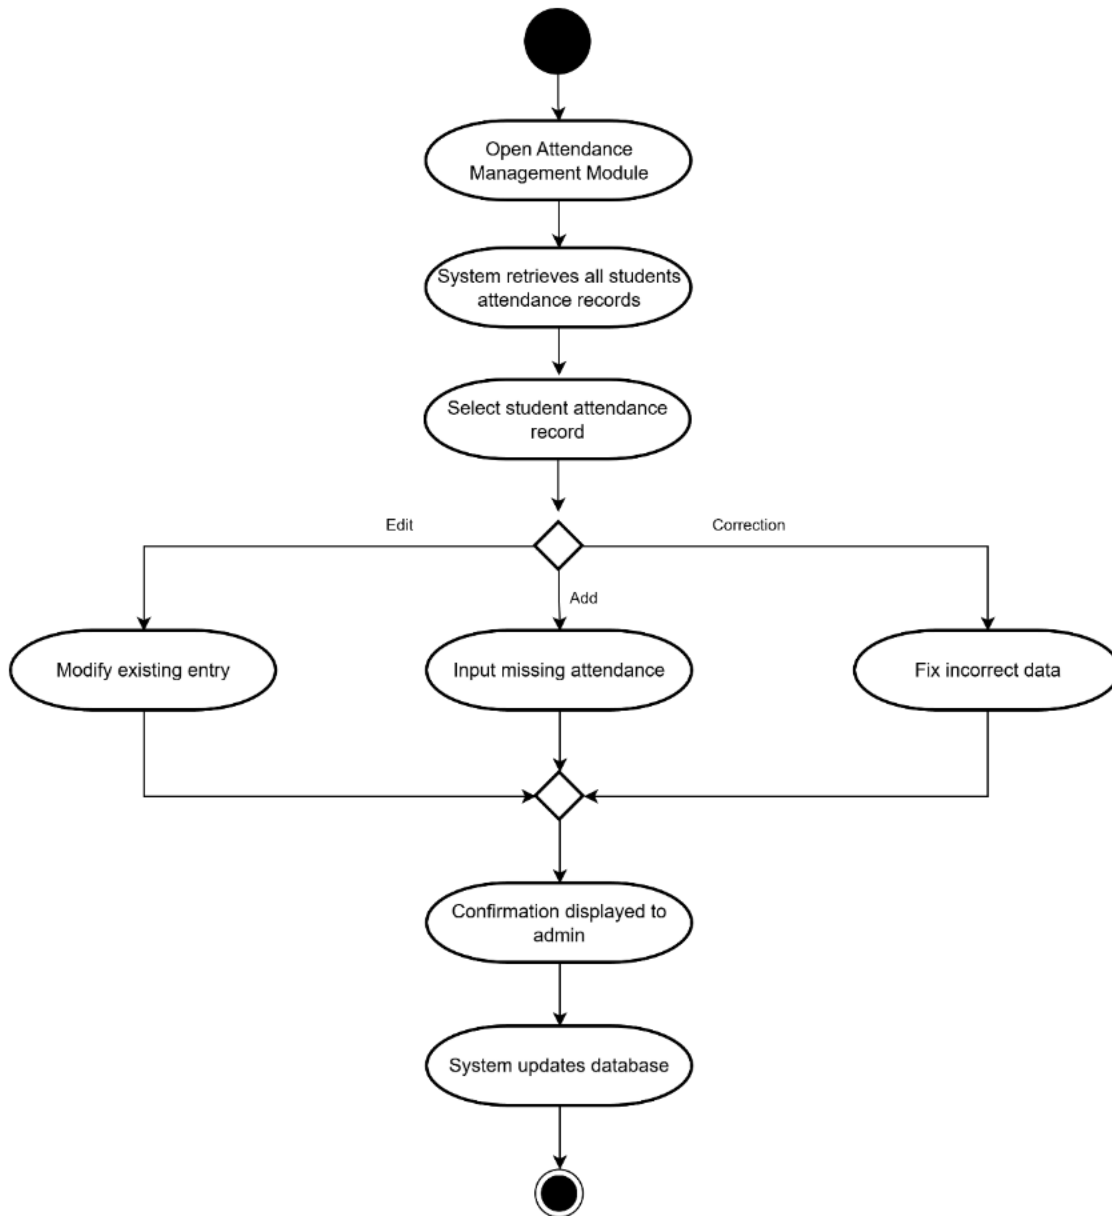 Open Attendance
Management Module
System retrieves all students
attendance records
Select student attendance
record
Edit
Correction
Add
Modify existing entry
Input missing attendance
Fix incorrect data
Confirmation displayed to
admin
System updates database